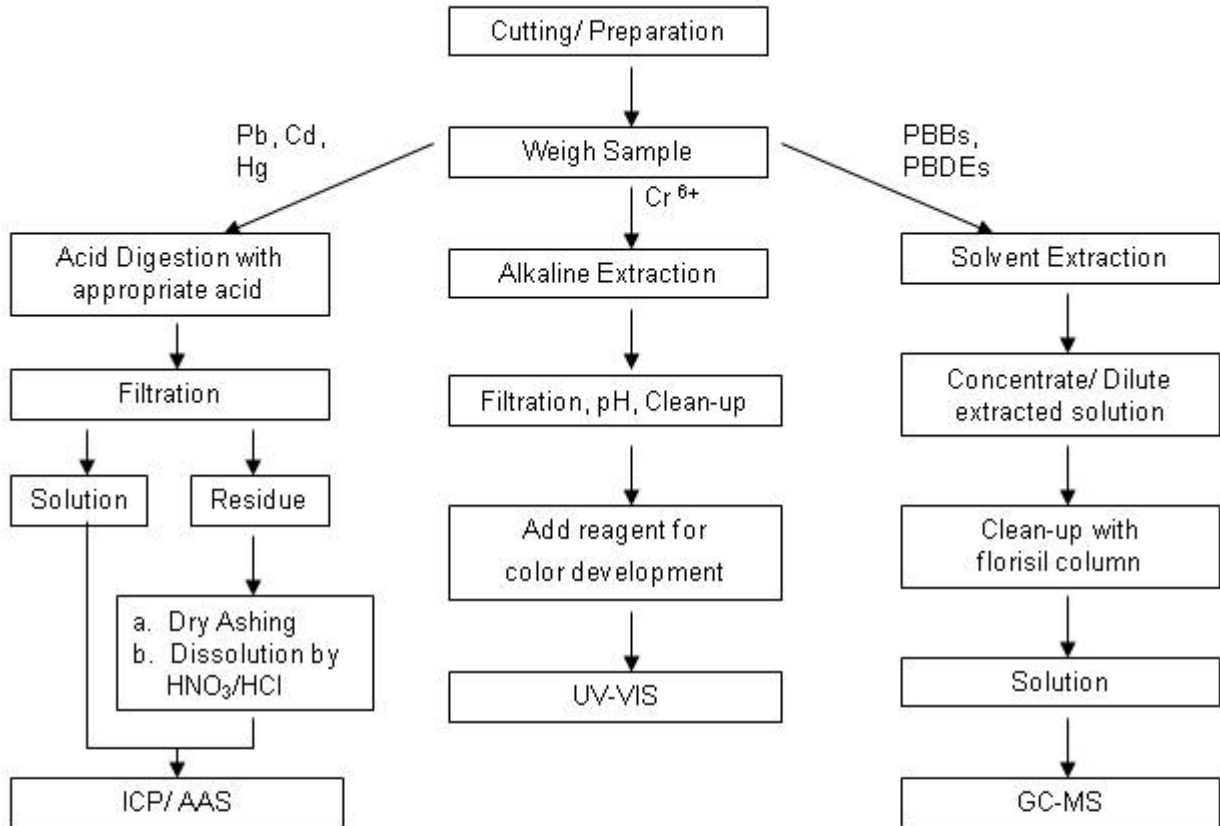 Cutting/ Preparation
Weigh Sample
Pb, Cd,
Hg
Cr ⁶⁺
PBBs,
PBDEs
Acid Digestion with
appropriate acid
Filtration
Solution
Residue
a. Dry Ashing
b. Dissolution by
HNO₃/HCl
ICP/ AAS
Alkaline Extraction
Filtration, pH, Clean-up
Add reagent for
color development
UV-VIS
Solvent Extraction
Concentrate/ Dilute
extracted solution
Clean-up with
florisil column
Solution
GC-MS